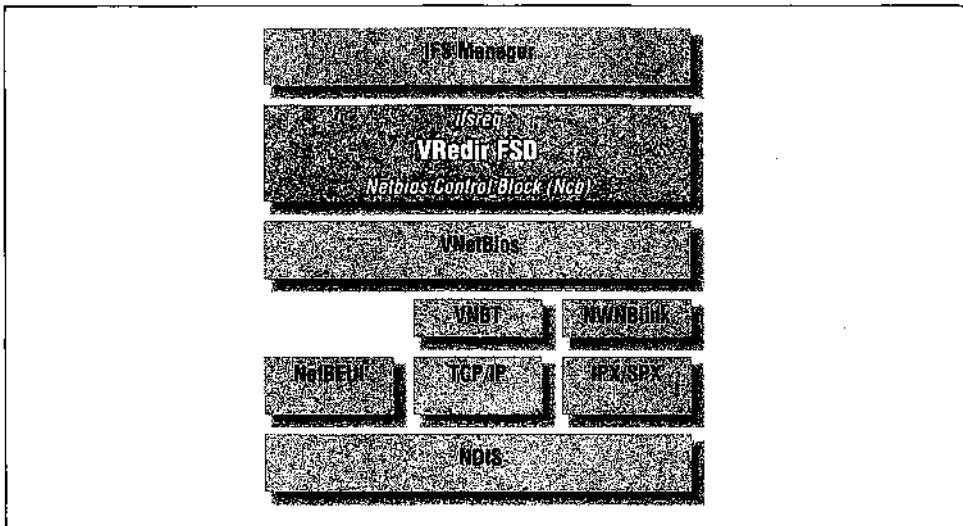 IFS Manager
ifsreq
VRedir FSD
Netbios Control Block (Ncb)
VNetBios
VNBT
NWNBlink
NetBEUI
TCP/IP
IPX/SPX
NDIS